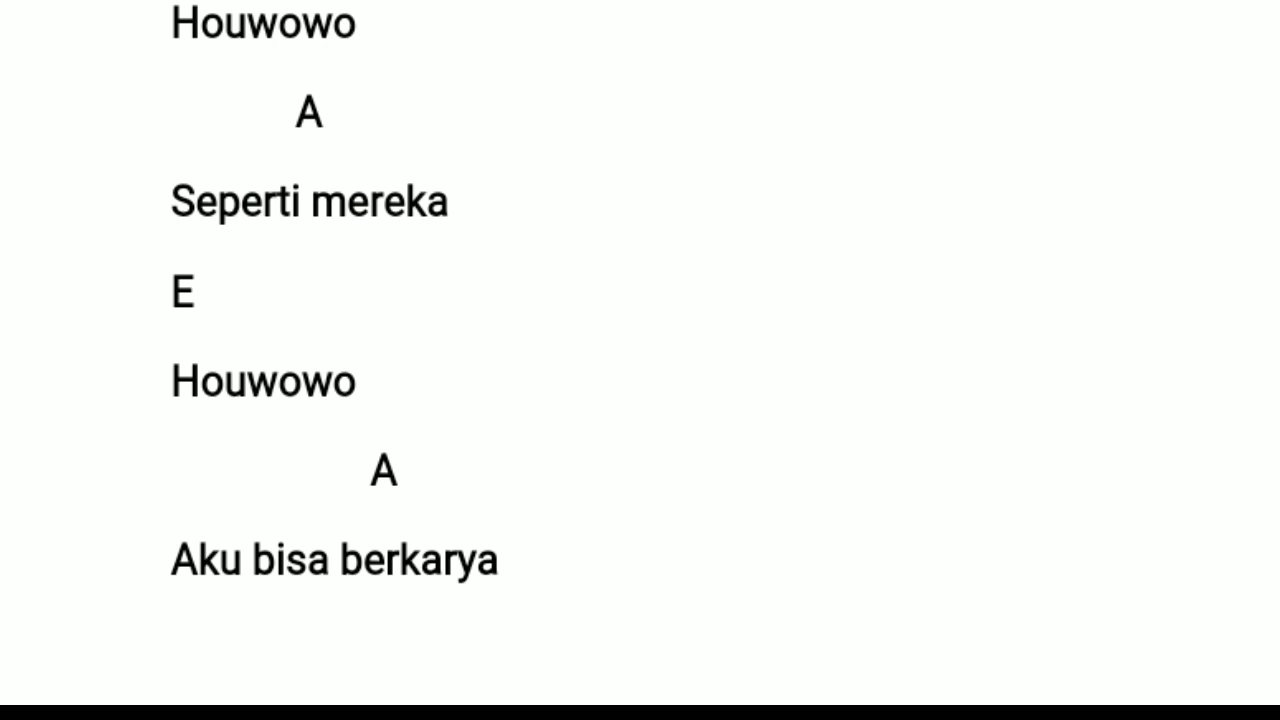 Houwowo
A
Seperti mereka
E
Houwowo
A
Aku bisa berkarya